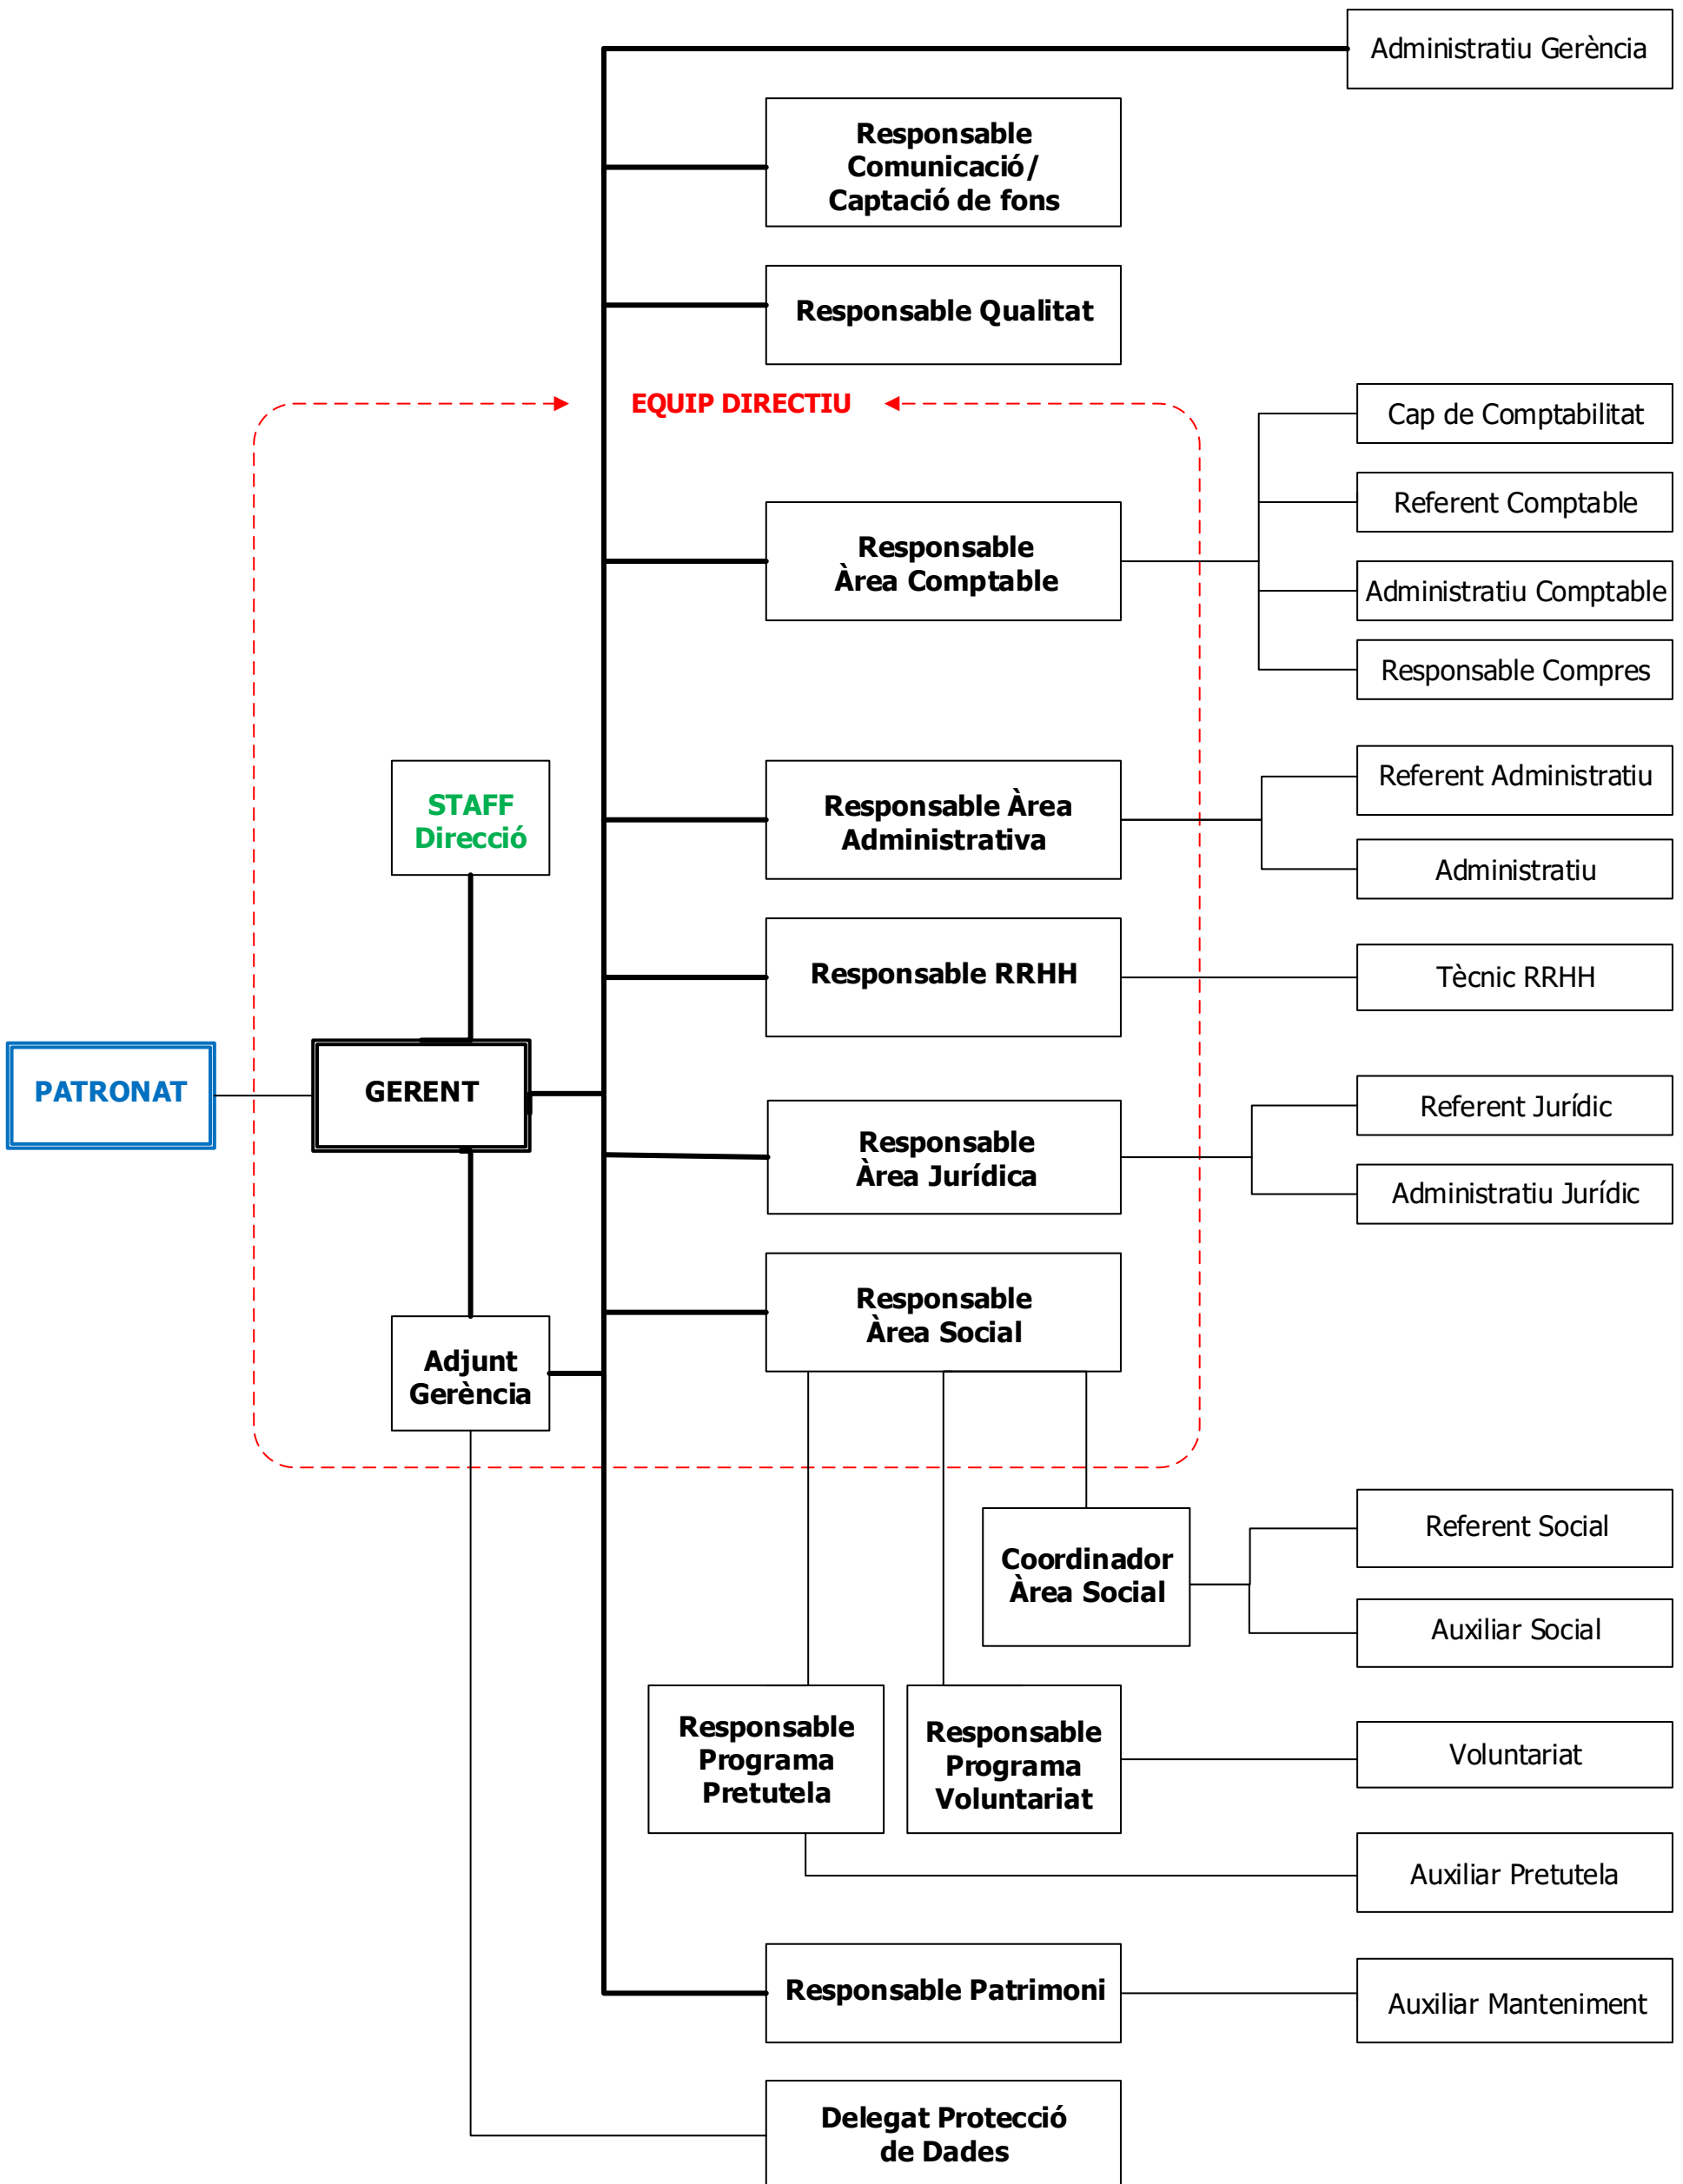 Administratiu Gerència
Responsable
Comunicació/
Captació de fons
Responsable Qualitat
EQUIP DIRECTIU
Cap de Comptabilitat
Referent Comptable
Responsable
Àrea Comptable
Administratiu Comptable
Responsable Compres
STAFF
Direcció
Responsable Àrea
Administrativa
Referent Administratiu
Administratiu
Responsable RRHH
Tècnic RRHH
PATRONAT
GERENT
Responsable
Àrea Jurídica
Referent Jurídic
Administratiu Jurídic
Responsable
Àrea Social
Adjunt
Gerència
Coordinador
Àrea Social
Referent Social
Auxiliar Social
Responsable
Programa
Pretutela
Responsable
Programa
Voluntariat
Voluntariat
Auxiliar Pretutela
Responsable Patrimoni
Auxiliar Manteniment
Delegat Protecció
de Dades